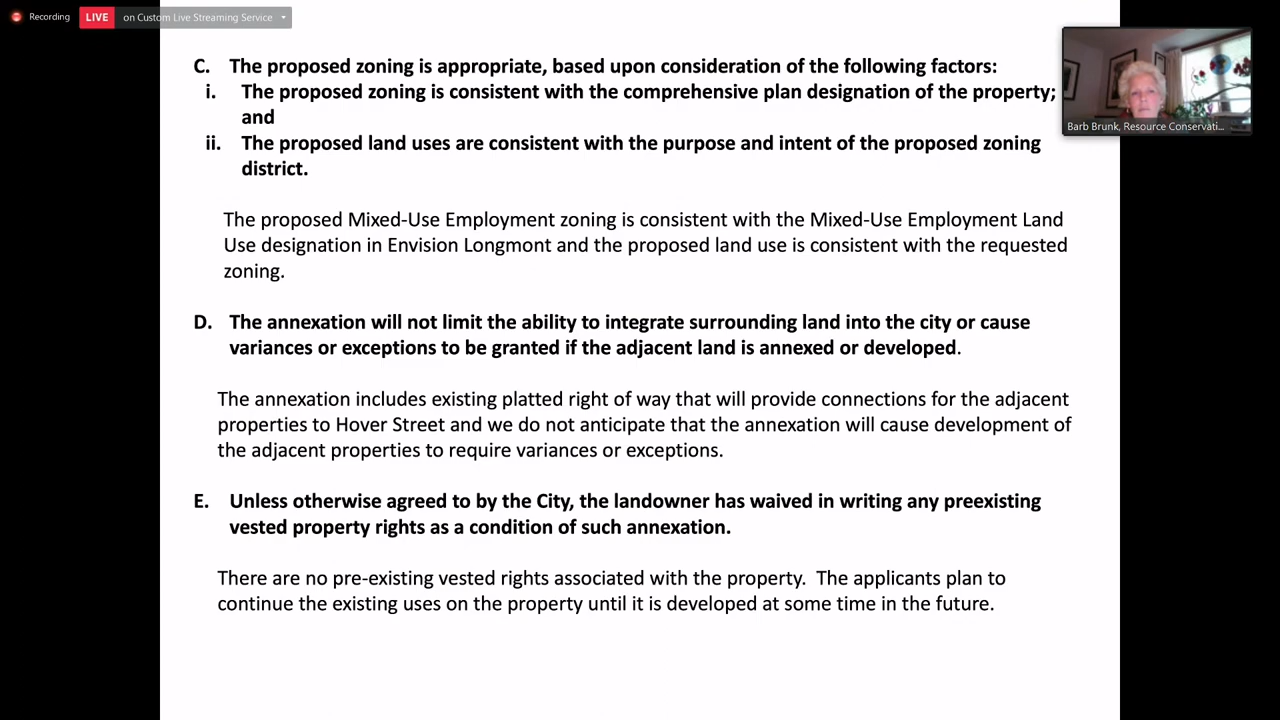 Recording
LIVE on Custom Live Streaming Service
C. The proposed zoning is appropriate, based upon consideration of the following factors:
i. The proposed zoning is consistent with the comprehensive plan designation of the property;
and
ii. The proposed land uses are consistent with the purpose and intent of the proposed zoning
district.
The proposed Mixed-Use Employment zoning is consistent with the Mixed-Use Employment Land
Use designation in Envision Longmont and the proposed land use is consistent with the requested
zoning.
D. The annexation will not limit the ability to integrate surrounding land into the city or cause
variances or exceptions to be granted if the adjacent land is annexed or developed.
The annexation includes existing platted right of way that will provide connections for the adjacent
properties to Hover Street and we do not anticipate that the annexation will cause development of
the adjacent properties to require variances or exceptions.
E. Unless otherwise agreed to by the City, the landowner has waived in writing any preexisting
vested property rights as a condition of such annexation.
There are no pre-existing vested rights associated with the property. The applicants plan to
continue the existing uses on the property until it is developed at some time in the future.
Barb Brunk, Resource Conservati...